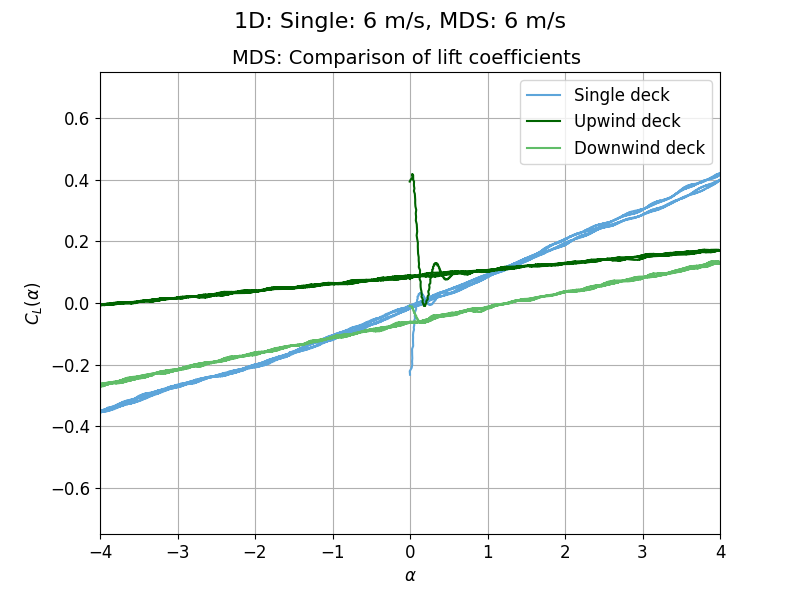 1D: Single: 6 m/s, MDS: 6 m/s
MDS: Comparison of lift coefficients
Single deck
Upwind deck
Downwind deck
0.6
0.4
0.2
0.0
−0.2
−0.4
−0.6
C_L(α)
−4 −3 −2 −1 0 1 2 3 4
α